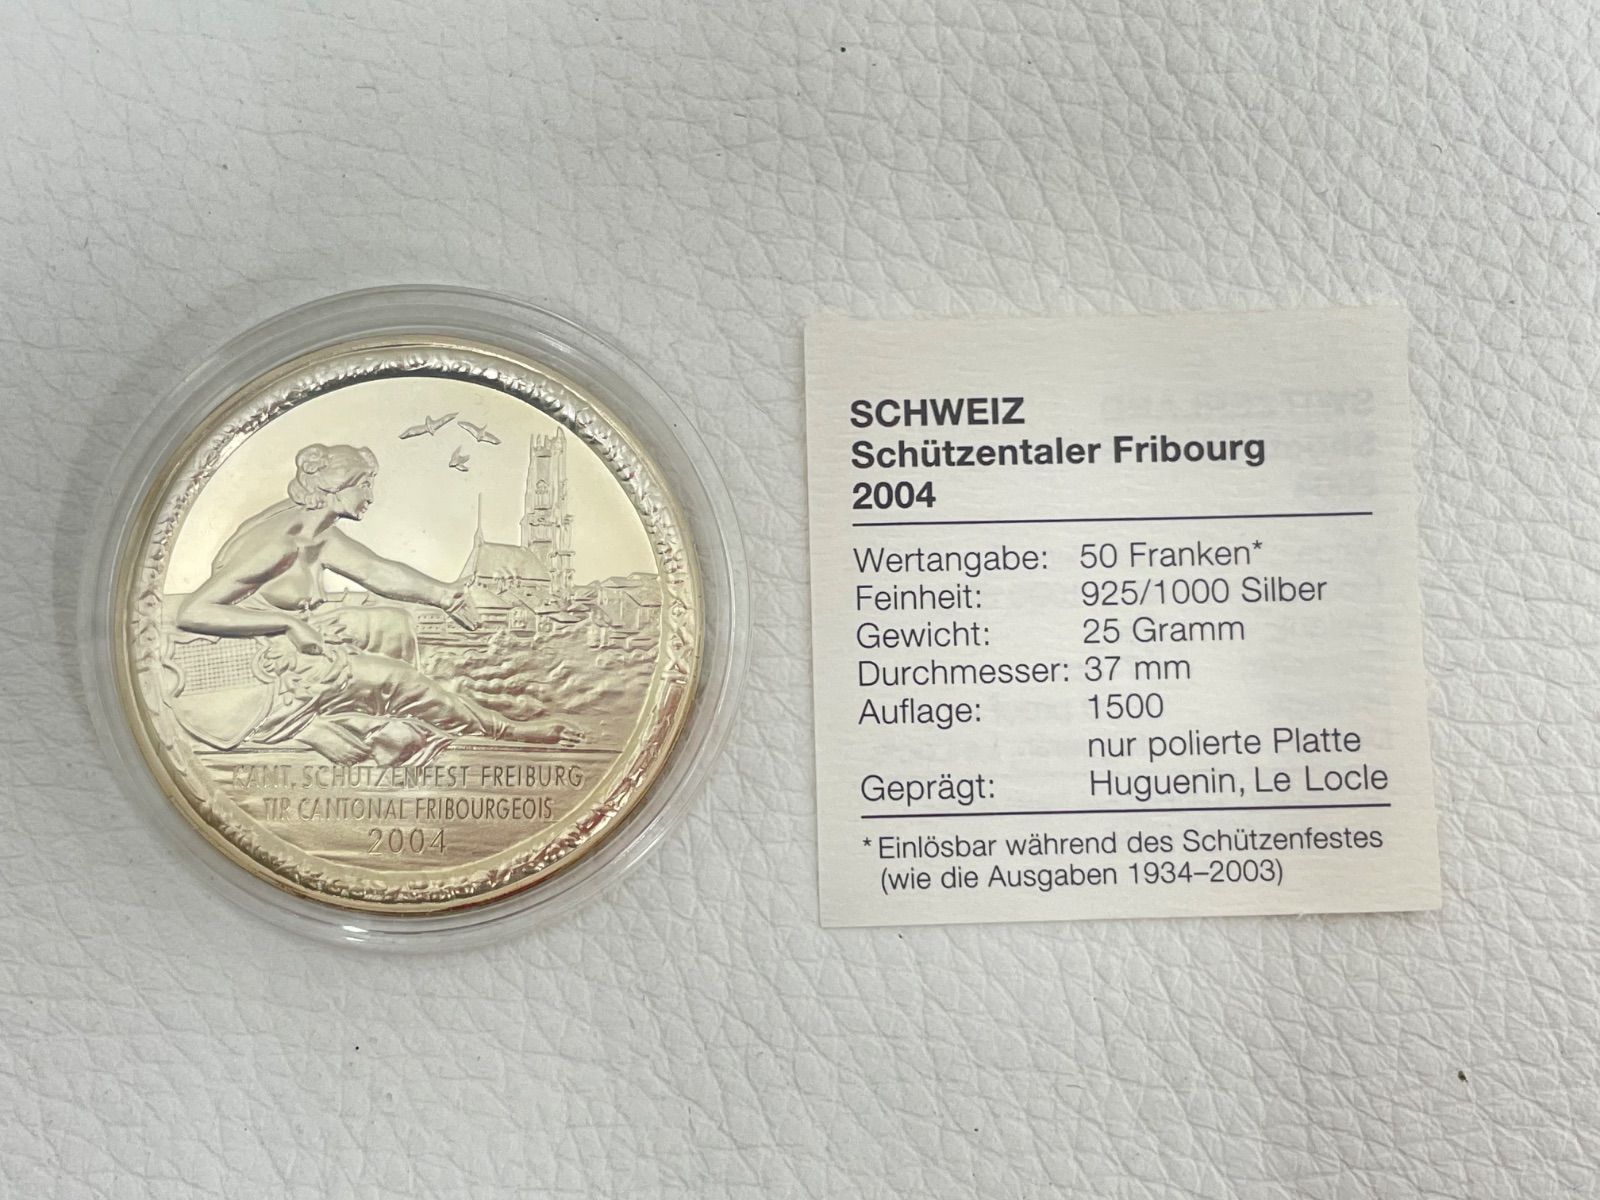 KANT. SCHÜTZENFEST FREIBURG
TIR CANTONAL FRIBOURGEOIS
2004
SCHWEIZ
Schützentaler Fribourg
2004
Wertangabe: 50 Franken*
Feinheit: 925/1000 Silber
Gewicht: 25 Gramm
Durchmesser: 37 mm
Auflage: 1500
nur polierte Platte
Geprägt: Huguenin, Le Locle
* Einlösbar während des Schützenfestes
(wie die Ausgaben 1934–2003)